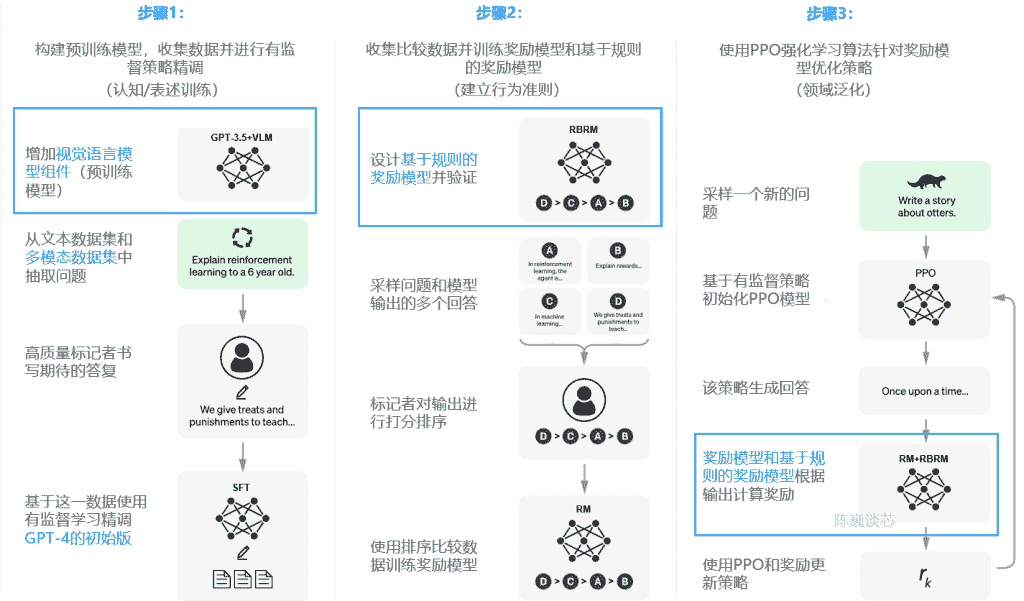 步骤1:
构建预训练模型，收集数据并进行有监
督策略精调
（认知/表述训练）
增加视觉语言模
型组件（预训练
模型）
GPT-3.5+VLM
从文本数据集和
多模态数据集中
抽取问题
Explain reinforcement
learning to a 6 year old.
高质量标记者书
写期待的答复
We give treats and
punishments to teach...
基于这一数据使用
有监督学习精调
GPT-4的初始版
SFT
步骤2:
收集比较数据并训练奖励模型和基于规则
的奖励模型
（建立行为准则）
设计基于规则的
奖励模型并验证
RBRM
D > C > A > B
采样问题和模型
输出的多个回答
A
In reinforcement
learning, the
agent is...
B
Explain rewards...
C
In machine
learning...
D
We give treats and
punishments to
teach...
标记者对输出进
行打分排序
D > C > A > B
使用排序比较数
据训练奖励模型
RM
D > C > A > B
步骤3:
使用PPO强化学习算法针对奖励模
型优化策略
（领域泛化）
采样一个新的问
题
Write a story
about otters.
基于有监督策略
初始化PPO模型
PPO
该策略生成回答
Once upon a time...
奖励模型和基于规
则的奖励模型根据
输出计算奖励
RM+RBRM
陈巍谈芯
使用PPO和奖励更
新策略
rk